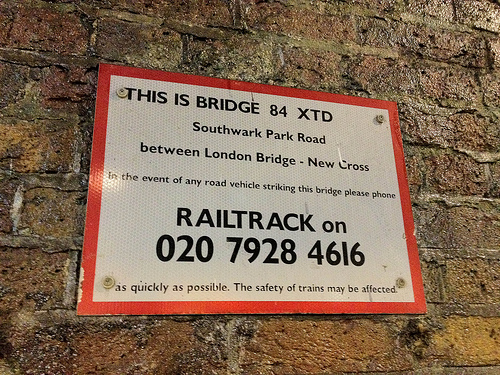 THIS IS BRIDGE 84 XTD
Southwark Park Road
between London Bridge - New Cross
In the event of any road vehicle striking this bridge please phone
RAILTRACK on
020 7928 4616
as quickly as possible. The safety of trains may be affected.